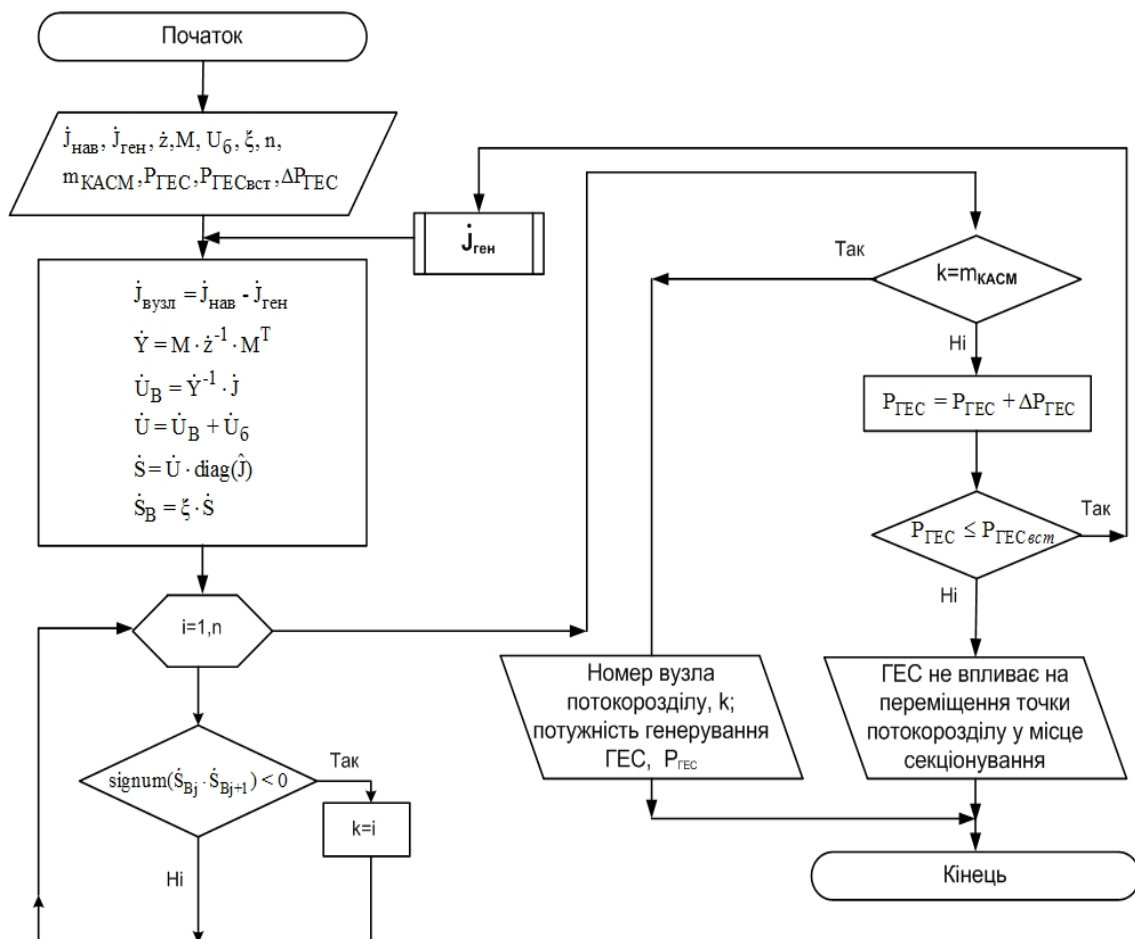 Початок
J̇нав, J̇ген, ż,М, Uб, ξ, n,
mКАСМ,PГЕС,PГЕСвст,ΔPГЕС
J̇ген
J̇вузл = J̇нав - J̇ген
Ẏ = M · ż⁻¹ · Mᵀ
U̇В = Ẏ⁻¹ · J̇
U̇ = U̇В + U̇б
Ṡ = U̇ · diag(Ĵ)
ṠВ = ξ · Ṡ
i=1,n
signum(ṠBj · ṠBj+1) < 0
Так
k=i
Ні
k=mКАСМ
Так
Ні
PГЕС = PГЕС + ΔPГЕС
PГЕС ≤ PГЕСвст
Так
Ні
Номер вузла
потокорозділу, k;
потужність генерування
ГЕС, PГЕС
ГЕС не впливає на
переміщення точки
потокорозділу у місце
секціонування
Кінець